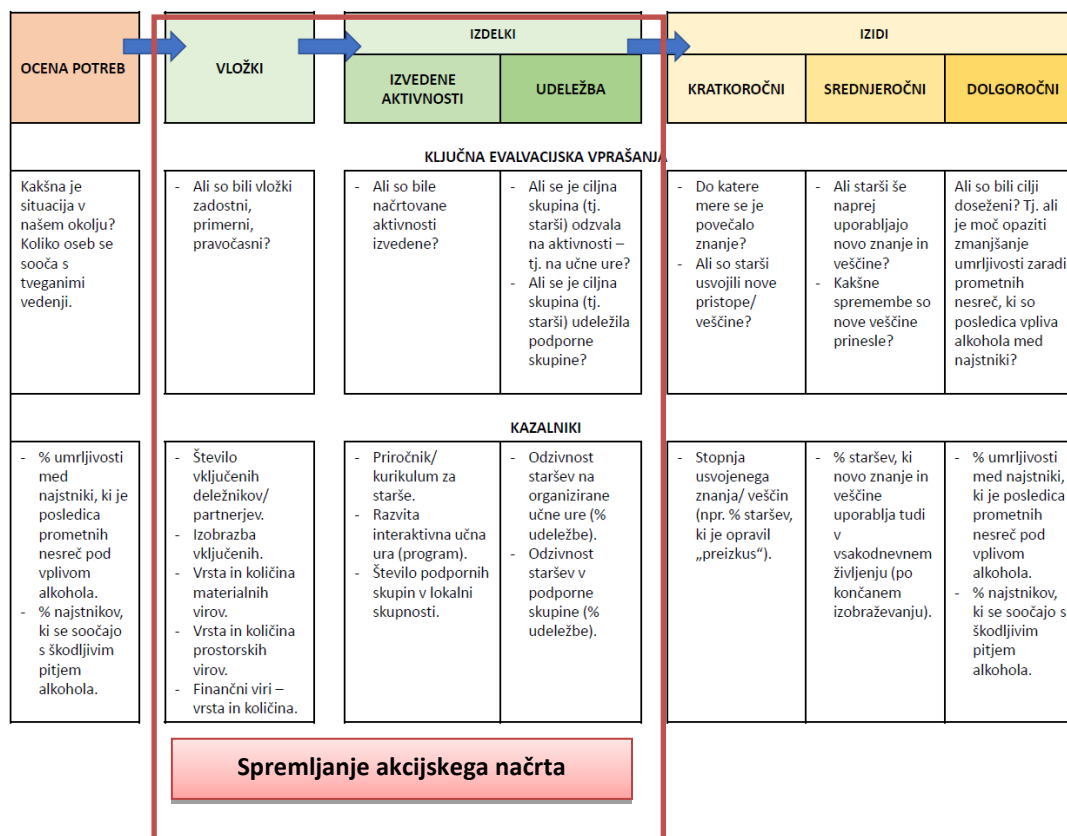 OCENA POTREB
VLOŽKI
IZDELKI
IZVEDENE
AKTIVNOSTI
UDELEŽBA
IZIDI
KRATKOROČNI
SREDNJEROČNI
DOLGOROČNI
KLJUČNA EVALVACIJSKA VPRAŠANJA
Kakšna je
situacija v
našem okolju?
Koliko oseb se
sooča s
tveganimi
vedenji.
- Ali so bili vložki
zadostni,
primerni,
pravočasni?
- Ali so bile
načrtovane
aktivnosti
izvedene?
- Ali se je ciljna
skupina (tj.
starši) odzvala
na aktivnosti –
tj. na učne ure?
- Ali se je ciljna
skupina (tj.
starši) udeležila
podporne
skupine?
- Do katere
mere se je
povečalo
znanje?
- Ali so starši
usvojili nove
pristope/
veščine?
- Ali starši še
naprej
uporabljajo
novo znanje in
veščine?
- Kakšne
spremembe so
nove veščine
prinesle?
Ali so bili cilji
doseženi? Tj. ali
je moč opaziti
zmanjšanje
umrljivosti zaradi
prometnih
nesreč, ki so
posledica vpliva
alkohola med
najstniki?
KAZALNIKI
- % umrljivosti
med
najstniki, ki je
posledica
prometnih
nesreč pod
vplivom
alkohola.
- % najstnikov,
ki se soočajo
s škodljivim
pitjem
alkohola.
- Število
vključenih
deležnikov/
partnerjev.
- Izobrazba
vključenih.
- Vrsta in količina
materialnih
virov.
- Vrsta in količina
prostorskih
virov.
- Finančni viri –
vrsta in količina.
- Priročnik/
kurikulum za
starše.
- Razvita
interaktivna učna
ura (program).
- Število podpornih
skupin v lokalni
skupnosti.
- Odzivnost
staršev na
organizirane
učne ure (%
udeležbe).
- Odzivnost
staršev v
podporne
skupine (%
udeležbe).
- Stopnja
usvojenega
znanja/ veščin
(npr. % staršev,
ki je opravil
„preizkus“).
- % staršev, ki
novo znanje in
veščine
uporablja tudi
v
vsakodnevnem
življenju (po
končanem
izobraževanju).
- % umrljivosti
med najstniki,
ki je posledica
prometnih
nesreč pod
vplivom
alkohola.
- % najstnikov,
ki se soočajo s
škodljivim
pitjem
alkohola.
Spremljanje akcijskega načrta